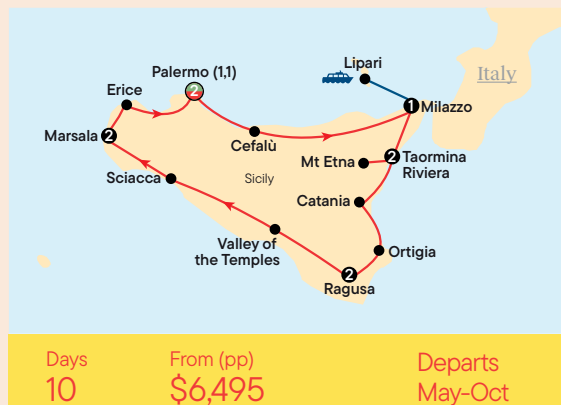 Lipari
Italy
Palermo (1,1)
2
Erice
1
Milazzo
Marsala
2
Cefalù
Mt Etna
2
Taormina
Riviera
Sciacca
Sicily
Catania
Valley of
the Temples
Ortigia
2
Ragusa
Days
10
From (pp)
$6,495
Departs
May-Oct